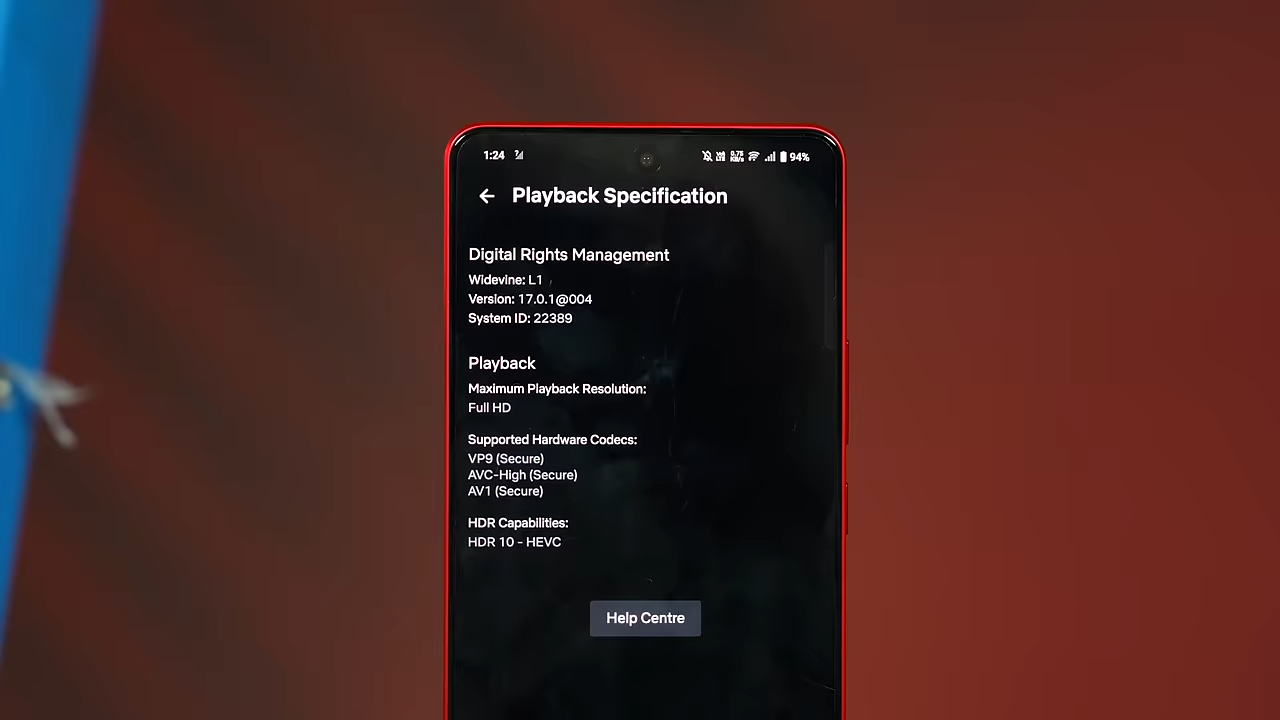 1:24
94%
Playback Specification
Digital Rights Management
Widevine: L1
Version: 17.0.1@004
System ID: 22389
Playback
Maximum Playback Resolution:
Full HD
Supported Hardware Codecs:
VP9 (Secure)
AVC-High (Secure)
AV1 (Secure)
HDR Capabilities:
HDR 10 - HEVC
Help Centre